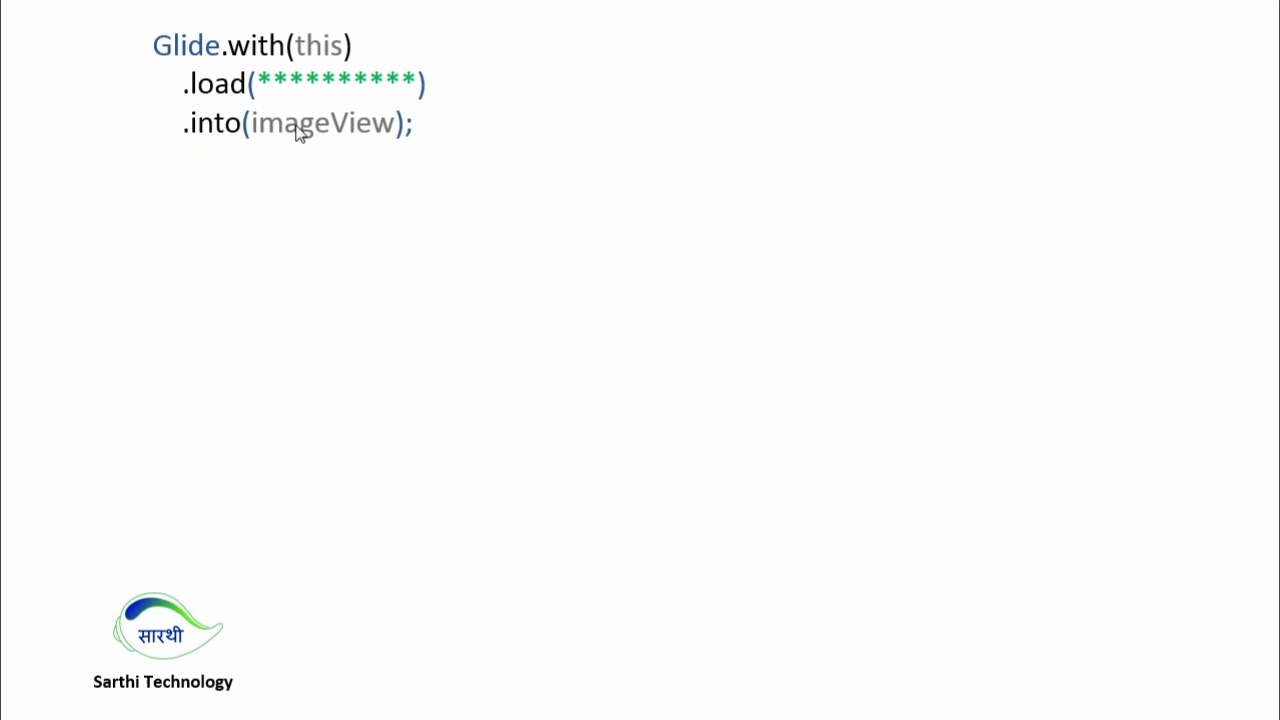 Glide.with(this)
.load(**********)
.into(imageView);
सारथी
Sarthi Technology